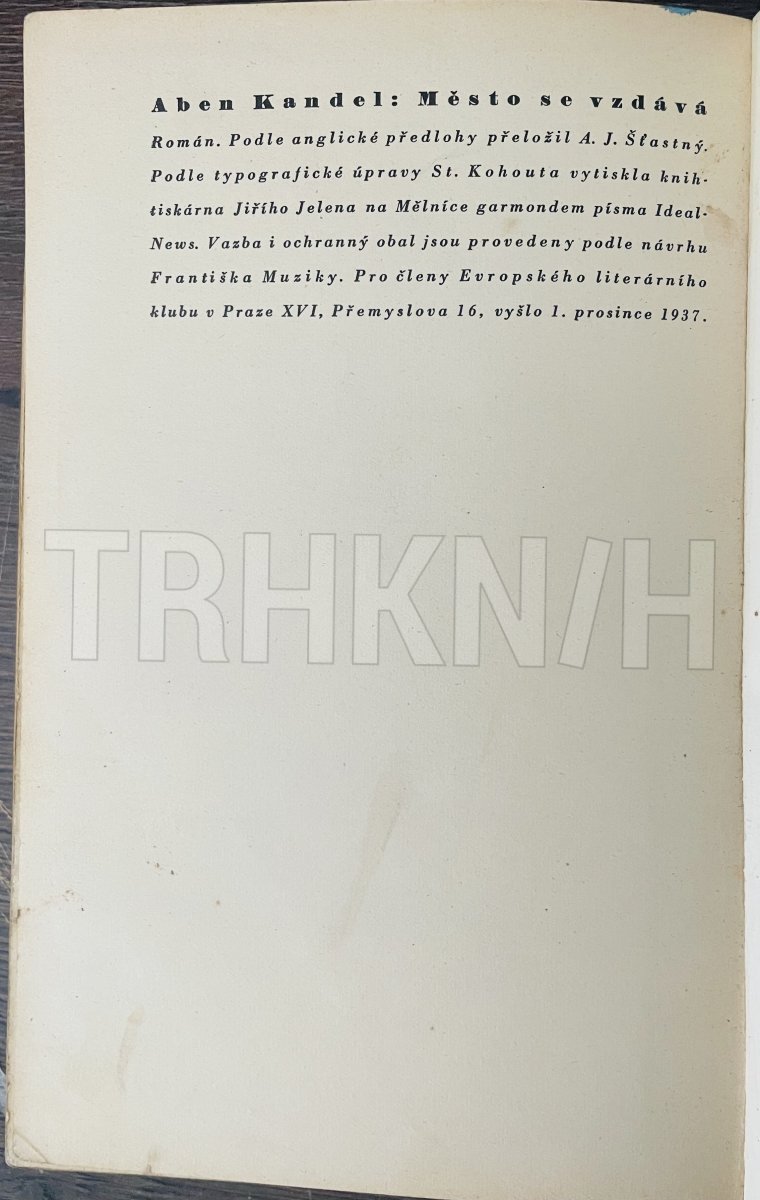 Aben Kandel: Město se vzdává
Román. Podle anglické předlohy přeložil A. J. Šťastný.
Podle typografické úpravy St. Kohouta vytiskla knih-
tiskárna Jiřího Jelena na Mělníce garmondem písma Ideal-
News. Vazba i ochranný obal jsou provedeny podle návrhu
Františka Muziky. Pro členy Evropského literárního
klubu v Praze XVI, Přemyslova 16, vyšlo 1. prosince 1937.
TRHKN/H